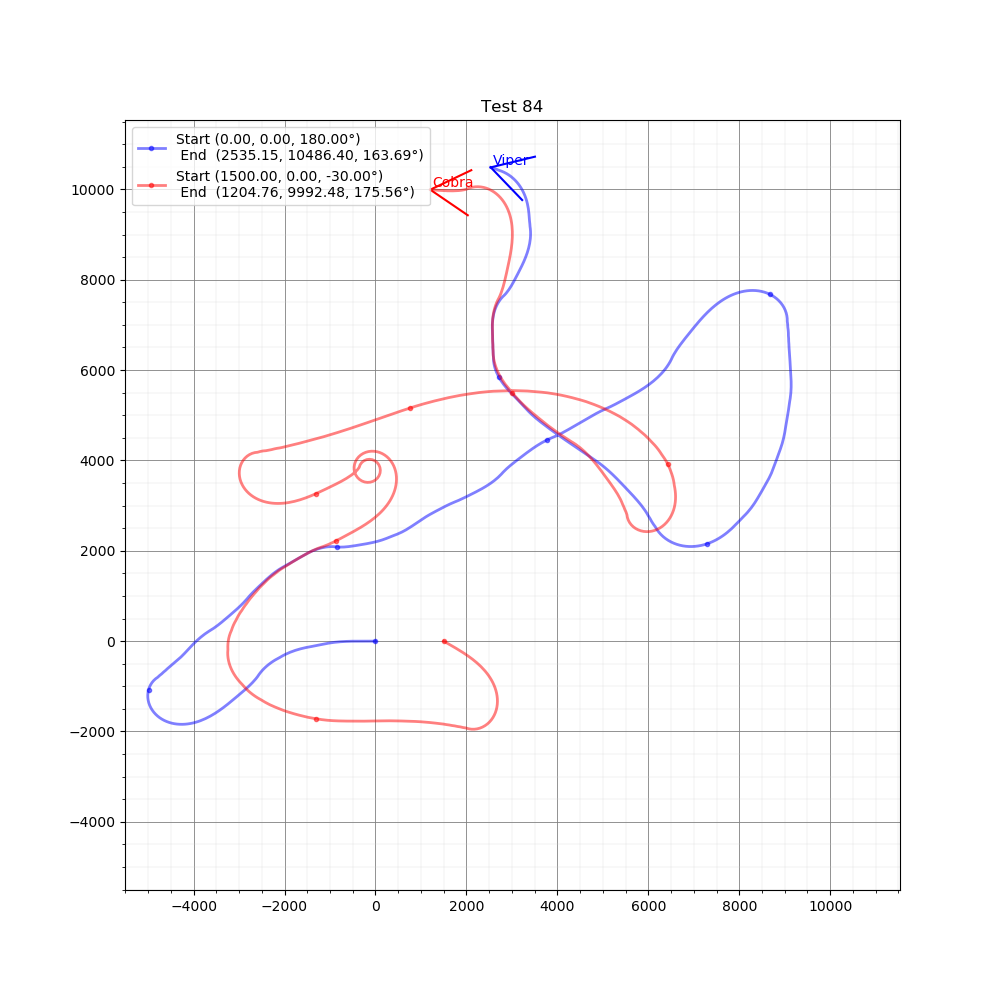 Test 84
Start (0.00, 0.00, 180.00°)
End (2535.15, 10486.40, 163.69°)
Start (1500.00, 0.00, -30.00°)
End (1204.76, 9992.48, 175.56°)
Viper
Cobra
10000
8000
6000
4000
2000
0
−2000
−4000
−4000 −2000 0 2000 4000 6000 8000 10000